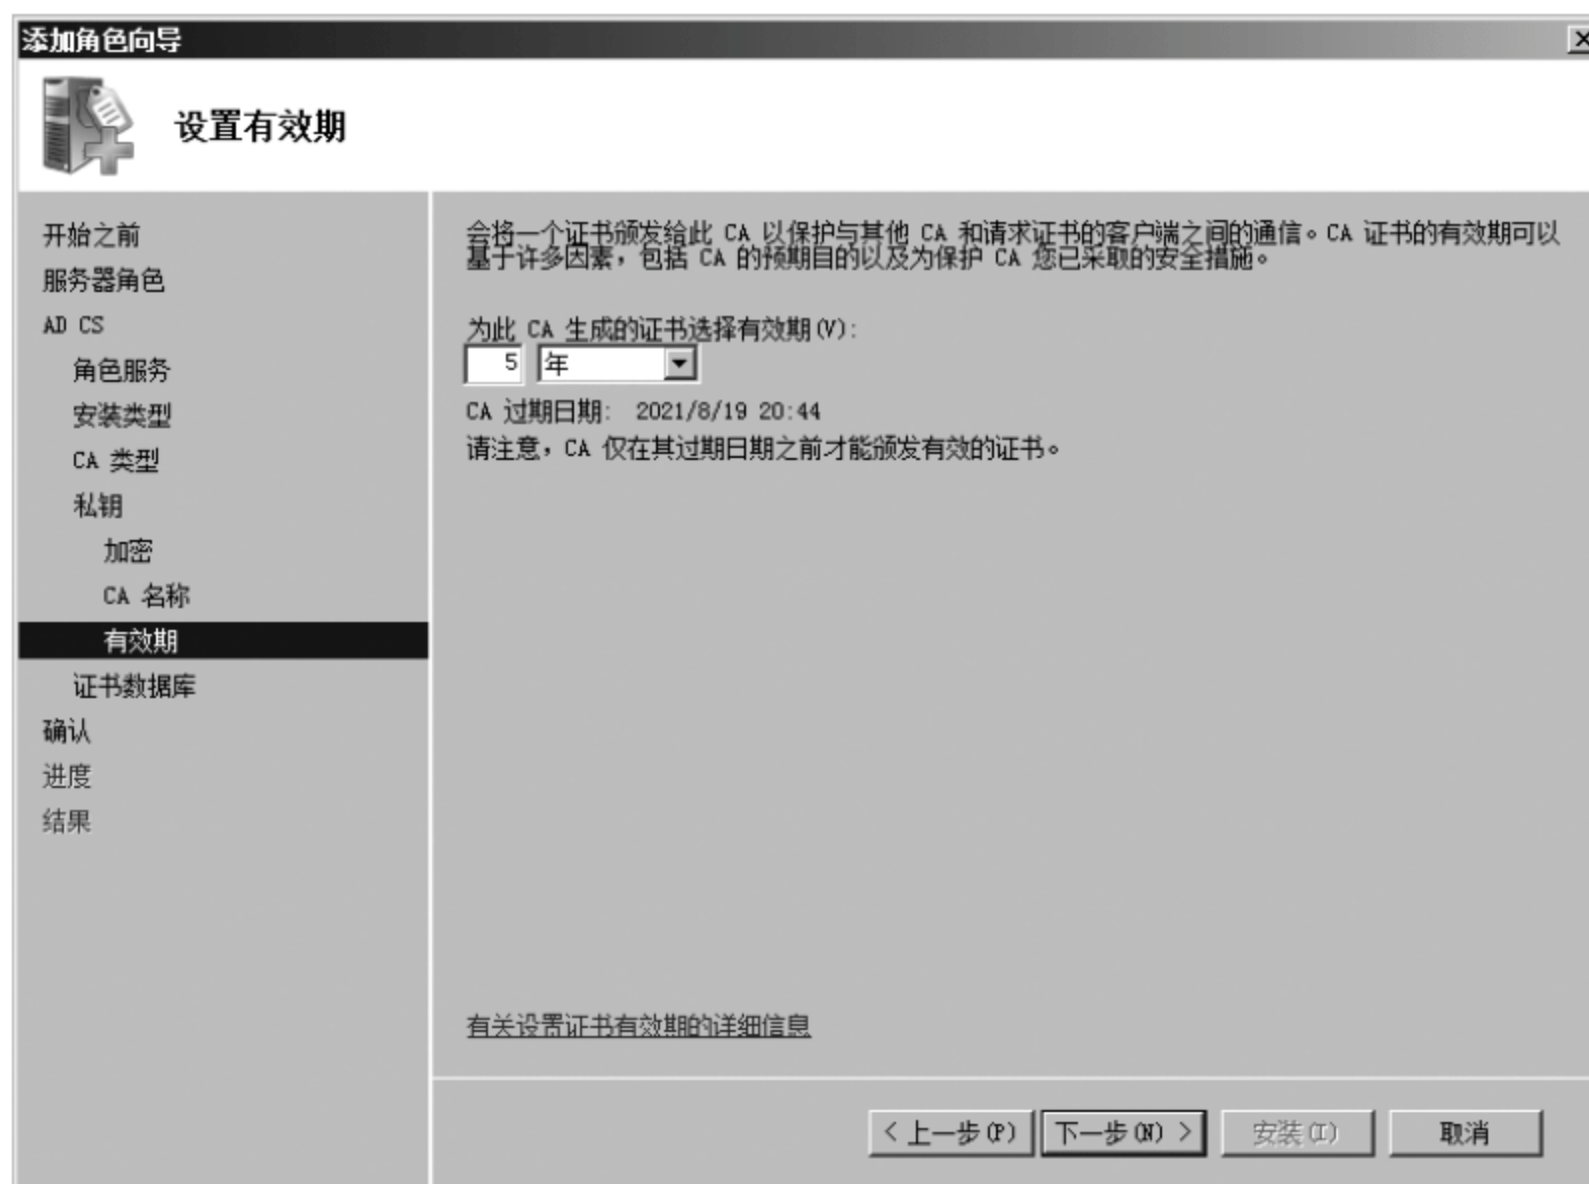 添加角色向导
设置有效期
开始之前
服务器角色
AD CS
角色服务
安装类型
CA 类型
私钥
加密
CA 名称
有效期
证书数据库
确认
进度
结果
会将一个证书颁发给此 CA 以保护与其他 CA 和请求证书的客户端之间的通信。CA 证书的有效期可以
基于许多因素，包括 CA 的预期目的以及为保护 CA 您已采取的安全措施。
为此 CA 生成的证书选择有效期(V):
5 年
CA 过期日期: 2021/8/19 20:44
请注意，CA 仅在其过期日期之前才能颁发有效的证书。
有关设置证书有效期的详细信息
< 上一步(P) 下一步(N) > 安装(I) 取消